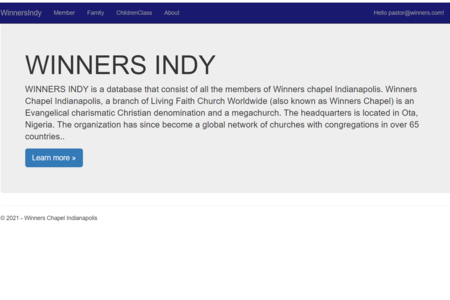 WinnersIndy Member Family ChildrenClass About Hello pastor@winners.com!
WINNERS INDY
WINNERS INDY is a database that consist of all the members of Winners chapel Indianapolis. Winners
Chapel Indianapolis, a branch of Living Faith Church Worldwide (also known as Winners Chapel) is an
Evangelical charismatic Christian denomination and a megachurch. The headquarters is located in Ota,
Nigeria. The organization has since become a global network of churches with congregations in over 65
countries..
Learn more »
© 2021 - Winners Chapel Indianapolis